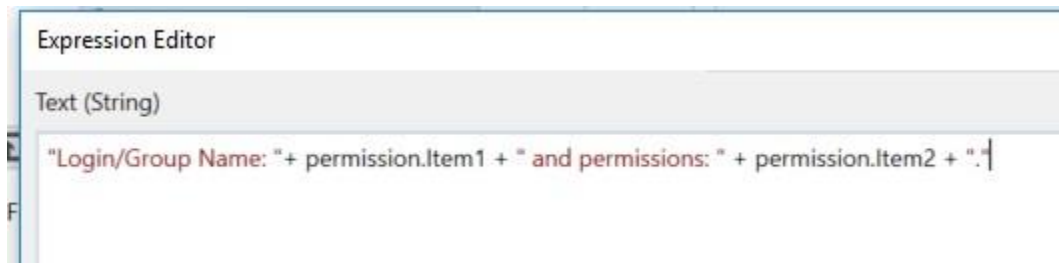 Expression Editor
Text (String)
"Login/Group Name: "+ permission.Item1 + " and permissions: " + permission.Item2 + "."
F